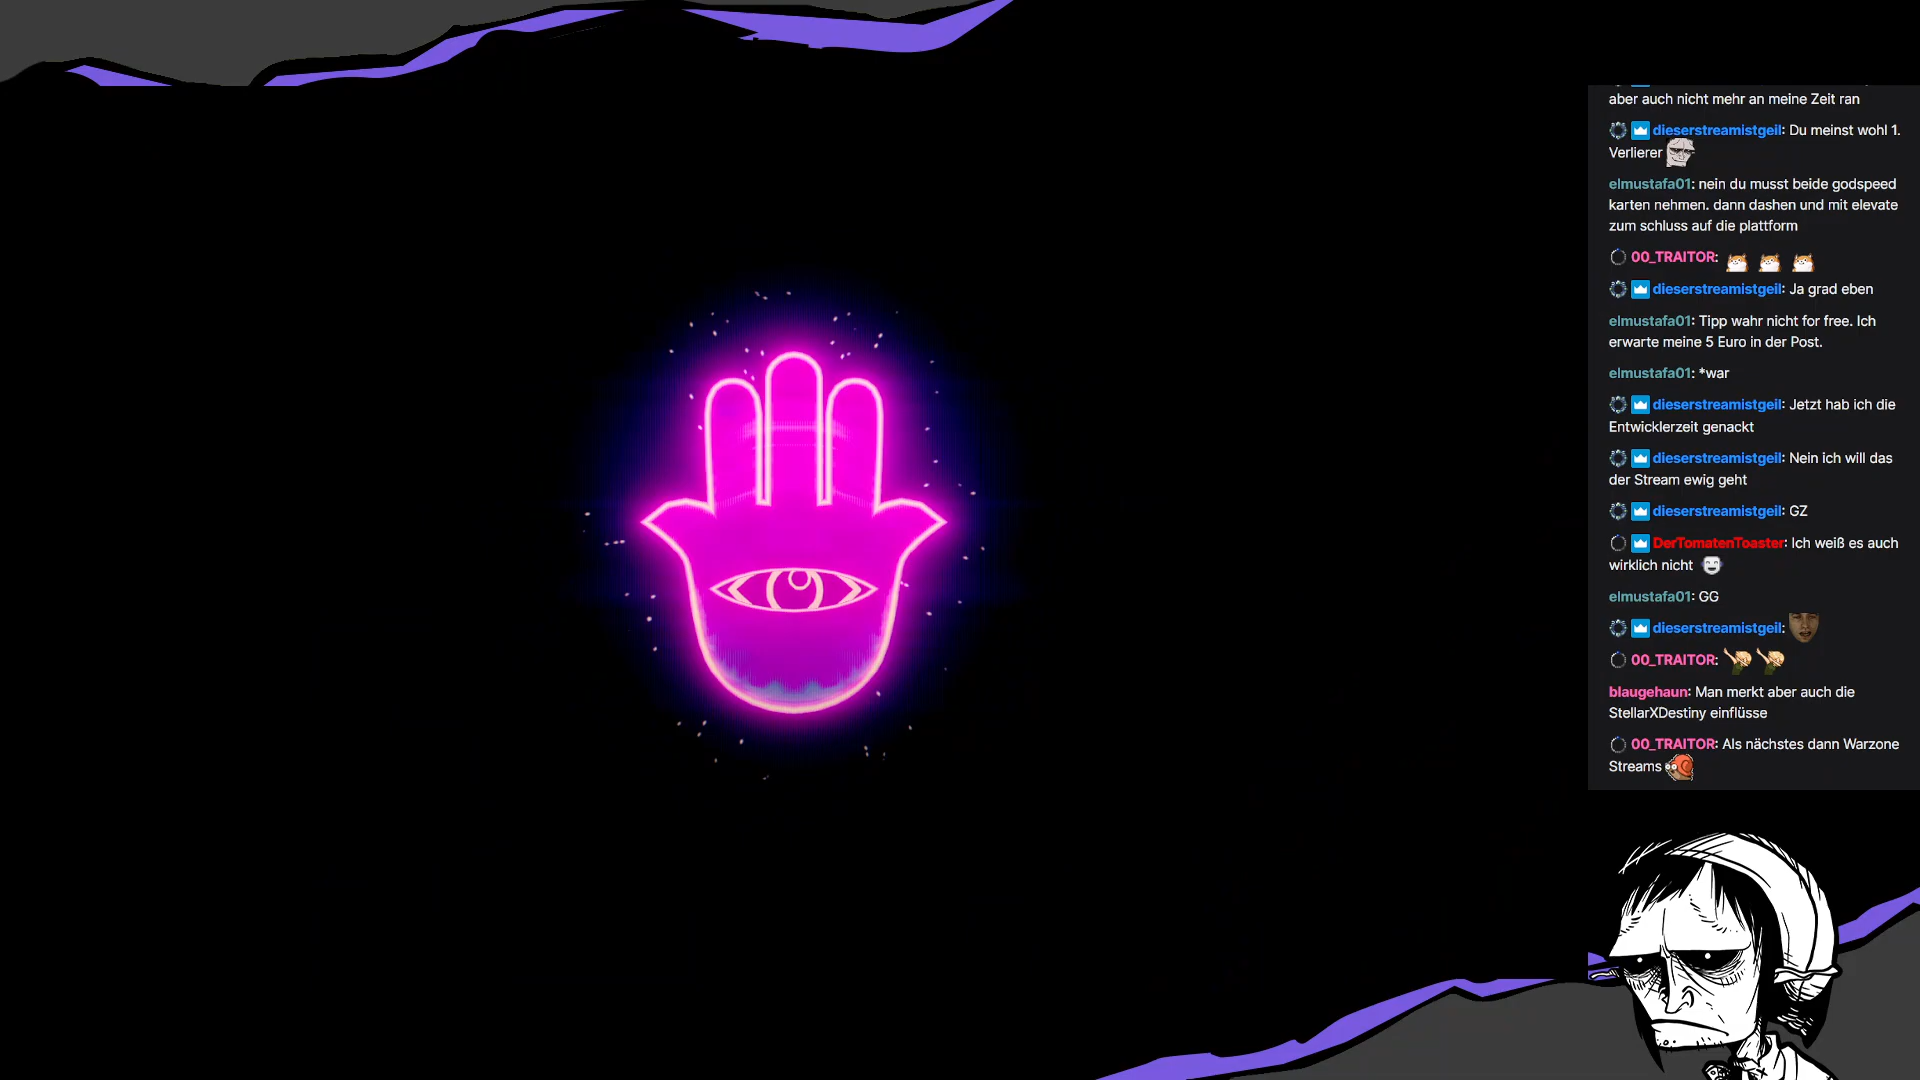 aber auch nicht mehr an meine Zeit ran
dieserstreamistgeil: Du meinst wohl 1.
Verlierer
elmustafa01: nein du musst beide godspeed
karten nehmen. dann dashen und mit elevate
zum schluss auf die plattform
00_TRAITOR:
dieserstreamistgeil: Ja grad eben
elmustafa01: Tipp wahr nicht for free. Ich
erwarte meine 5 Euro in der Post.
elmustafa01: *war
dieserstreamistgeil: Jetzt hab ich die
Entwicklerzeit genackt
dieserstreamistgeil: Nein ich will das
der Stream ewig geht
dieserstreamistgeil: GZ
DerTomatenToaster: Ich weiß es auch
wirklich nicht
elmustafa01: GG
dieserstreamistgeil:
00_TRAITOR:
blaugehaun: Man merkt aber auch die
StellarXDestiny einflüsse
00_TRAITOR: Als nächstes dann Warzone
Streams